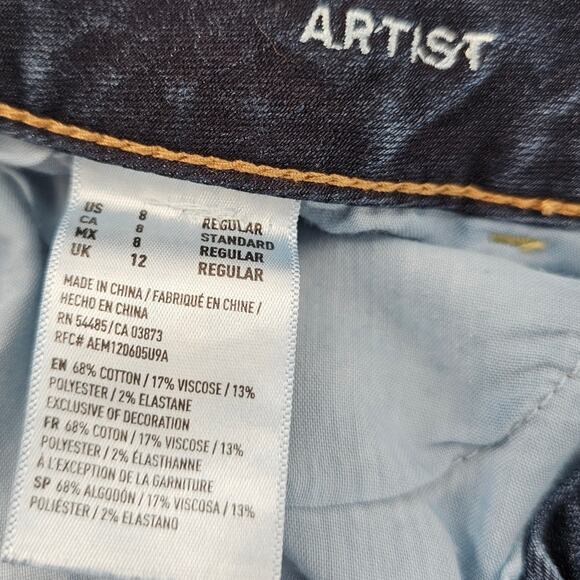 ARTIST
US 8 REGULAR
CA 8 STANDARD
MX 8 REGULAR
UK 12 REGULAR
MADE IN CHINA / FABRIQUÉ EN CHINE /
HECHO EN CHINA
RN 54485 / CA 03873
RFC# AEM120605U9A
EN 68% COTTON / 17% VISCOSE / 13%
POLYESTER / 2% ELASTANE
EXCLUSIVE OF DECORATION
FR 68% COTON / 17% VISCOSE / 13%
POLYESTER / 2% ÉLASTHANNE
À L'EXCEPTION DE LA GARNITURE
SP 68% ALGODÓN / 17% VISCOSA / 13%
POLIÉSTER / 2% ELASTANO